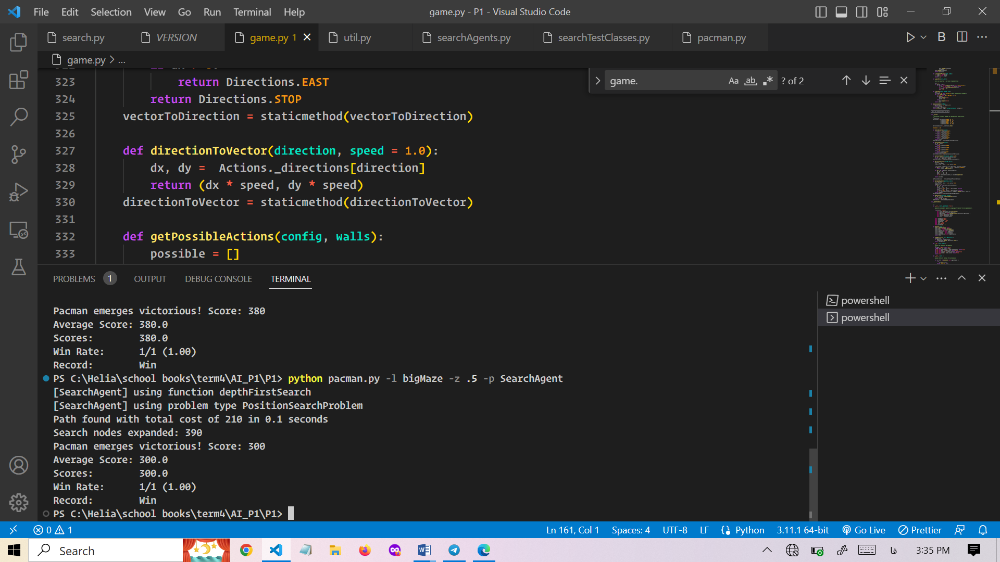 File Edit Selection View Go Run Terminal Help
game.py - P1 - Visual Studio Code
search.py VERSION game.py 1 util.py searchAgents.py searchTestClasses.py pacman.py
B
game.py > ...
game. Aa ab .* ? of 2
323 return Directions.EAST
324 return Directions.STOP
325 vectorToDirection = staticmethod(vectorToDirection)
326
327 def directionToVector(direction, speed = 1.0):
328 dx, dy =  Actions._directions[direction]
329 return (dx * speed, dy * speed)
330 directionToVector = staticmethod(directionToVector)
331
332 def getPossibleActions(config, walls):
333 possible = []
PROBLEMS 1 OUTPUT DEBUG CONSOLE TERMINAL
powershell
powershell
Pacman emerges victorious! Score: 380
Average Score: 380.0
Scores:        380.0
Win Rate:      1/1 (1.00)
Record:        Win
PS C:\Helia\school books\term4\AI_P1\P1> python pacman.py -l bigMaze -z .5 -p SearchAgent
[SearchAgent] using function depthFirstSearch
[SearchAgent] using problem type PositionSearchProblem
Path found with total cost of 210 in 0.1 seconds
Search nodes expanded: 390
Pacman emerges victorious! Score: 300
Average Score: 300.0
Scores:        300.0
Win Rate:      1/1 (1.00)
Record:        Win
PS C:\Helia\school books\term4\AI_P1\P1>
0 1 Ln 161, Col 1 Spaces: 4 UTF-8 LF Python 3.11.1 64-bit Go Live Prettier
Search فا 3:35 PM